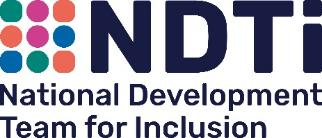 NDTi
National Development
Team for Inclusion